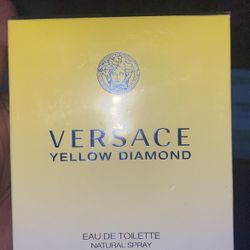 VERSACE
YELLOW DIAMOND
EAU DE TOILETTE
NATURAL SPRAY